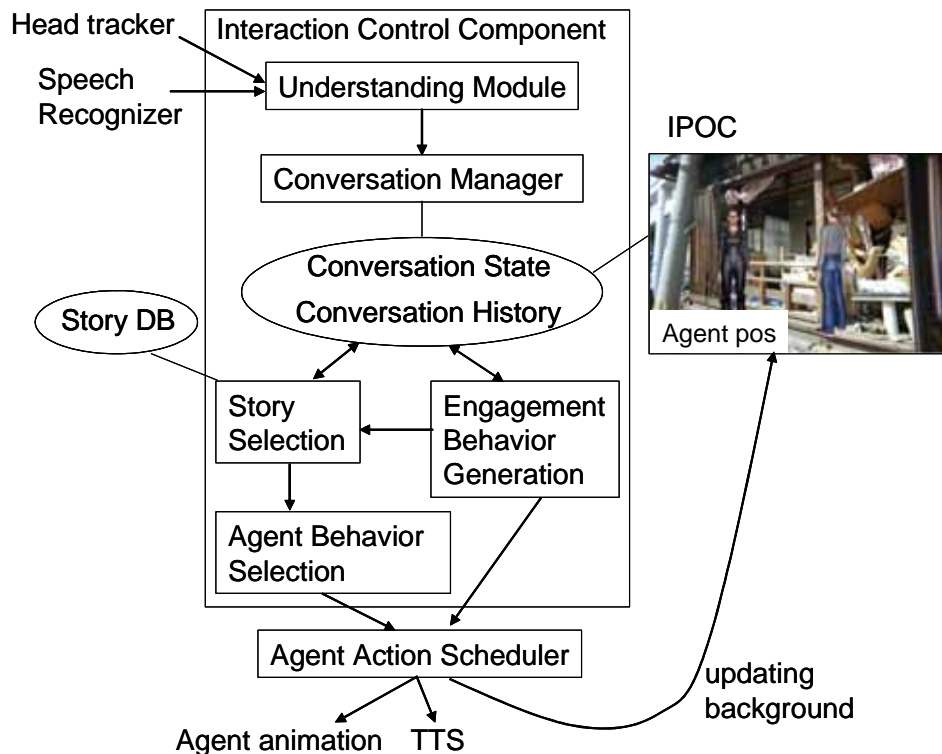 Head tracker
Interaction Control Component
Speech
Recognizer
Understanding Module
IPOC
Conversation Manager
Conversation State
Conversation History
Story DB
Agent pos
Story
Selection
Engagement
Behavior
Generation
Agent Behavior
Selection
Agent Action Scheduler
updating
background
Agent animation
TTS